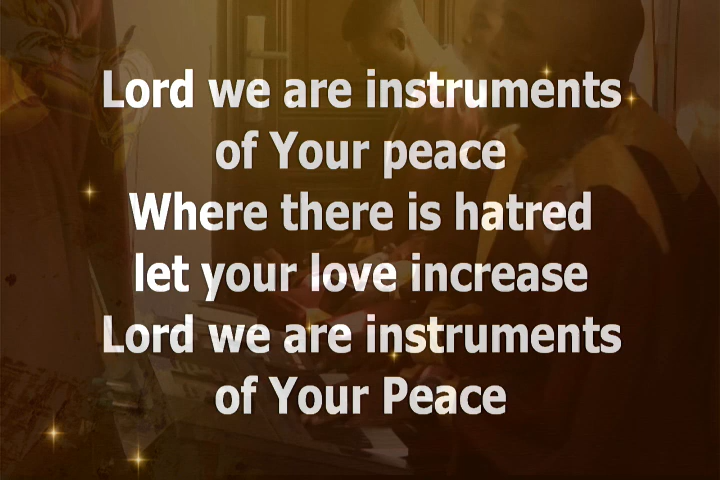 Lord we are instruments
of Your peace
Where there is hatred
let your love increase
Lord we are instruments
of Your Peace